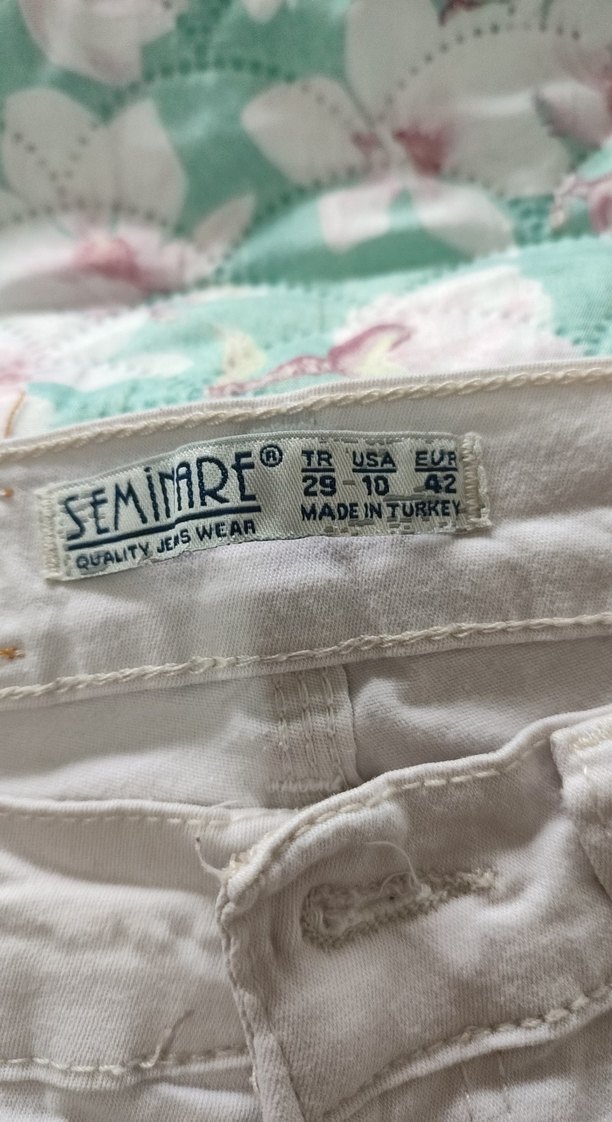 SEMINARE®
QUALITY JEANS WEAR
TR USA EUR
29 10 42
MADE IN TURKEY